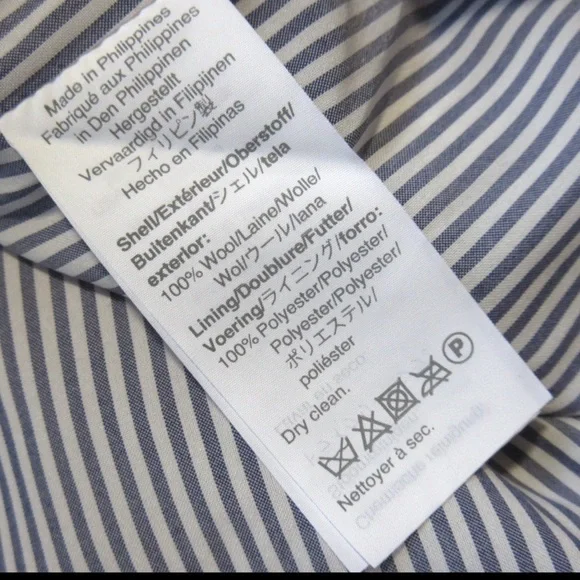 Made in Philippines
Fabriqué aux Philippines
in Den Philippinen
Hergestellt
Vervaardigd in Filipijnen
フィリピン製
Hecho en Filipinas
Shell/Extérieur/Oberstoff/
Buitenkant/シェル/tela
exterior:
100% Wool/Laine/Wolle/
Wol/ウール/lana
Lining/Doublure/Futter/
Voering/ライニング/forro:
100% Polyester/Polyester/
Polyester/Polyester/
ポリエステル/
poliéster
Dry clean.
P
Nettoyer à sec.